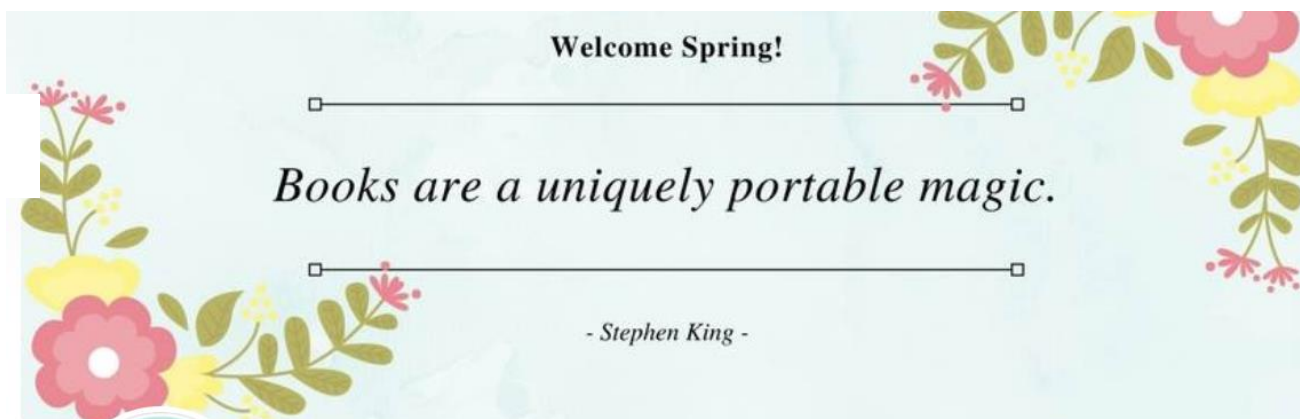 Welcome Spring!
Books are a uniquely portable magic.
- Stephen King -